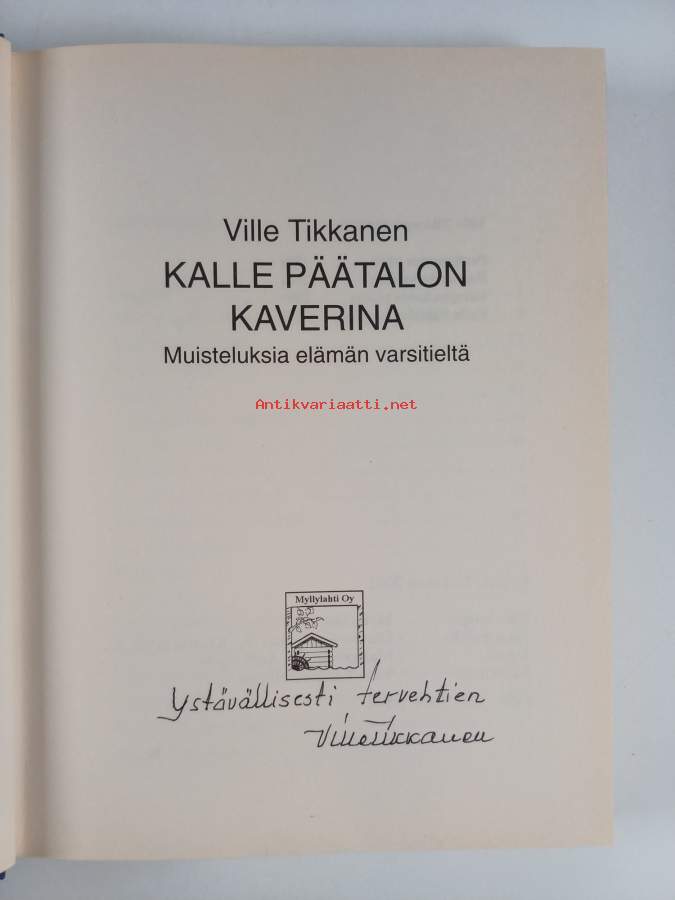 Ville Tikkanen
KALLE PÄÄTALON
KAVERINA
Muisteluksia elämän varsitieltä
Antikvariaatti.net
Myllylahti Oy
Ystävällisesti tervehtien
Ville Tikkanen